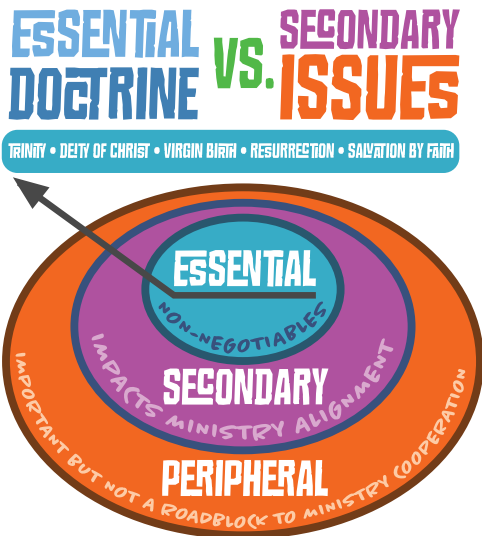 ESSENTIAL
DOCTRINE
VS.
SECONDARY
ISSUES
TRINITY • DEITY OF CHRIST • VIRGIN BIRTH • RESURRECTION • SALVATION BY FAITH
ESSENTIAL
NON-NEGOTIABLES
SECONDARY
IMPACTS MINISTRY ALIGNMENT
PERIPHERAL
IMPORTANT BUT NOT A ROADBLOCK TO MINISTRY COOPERATION